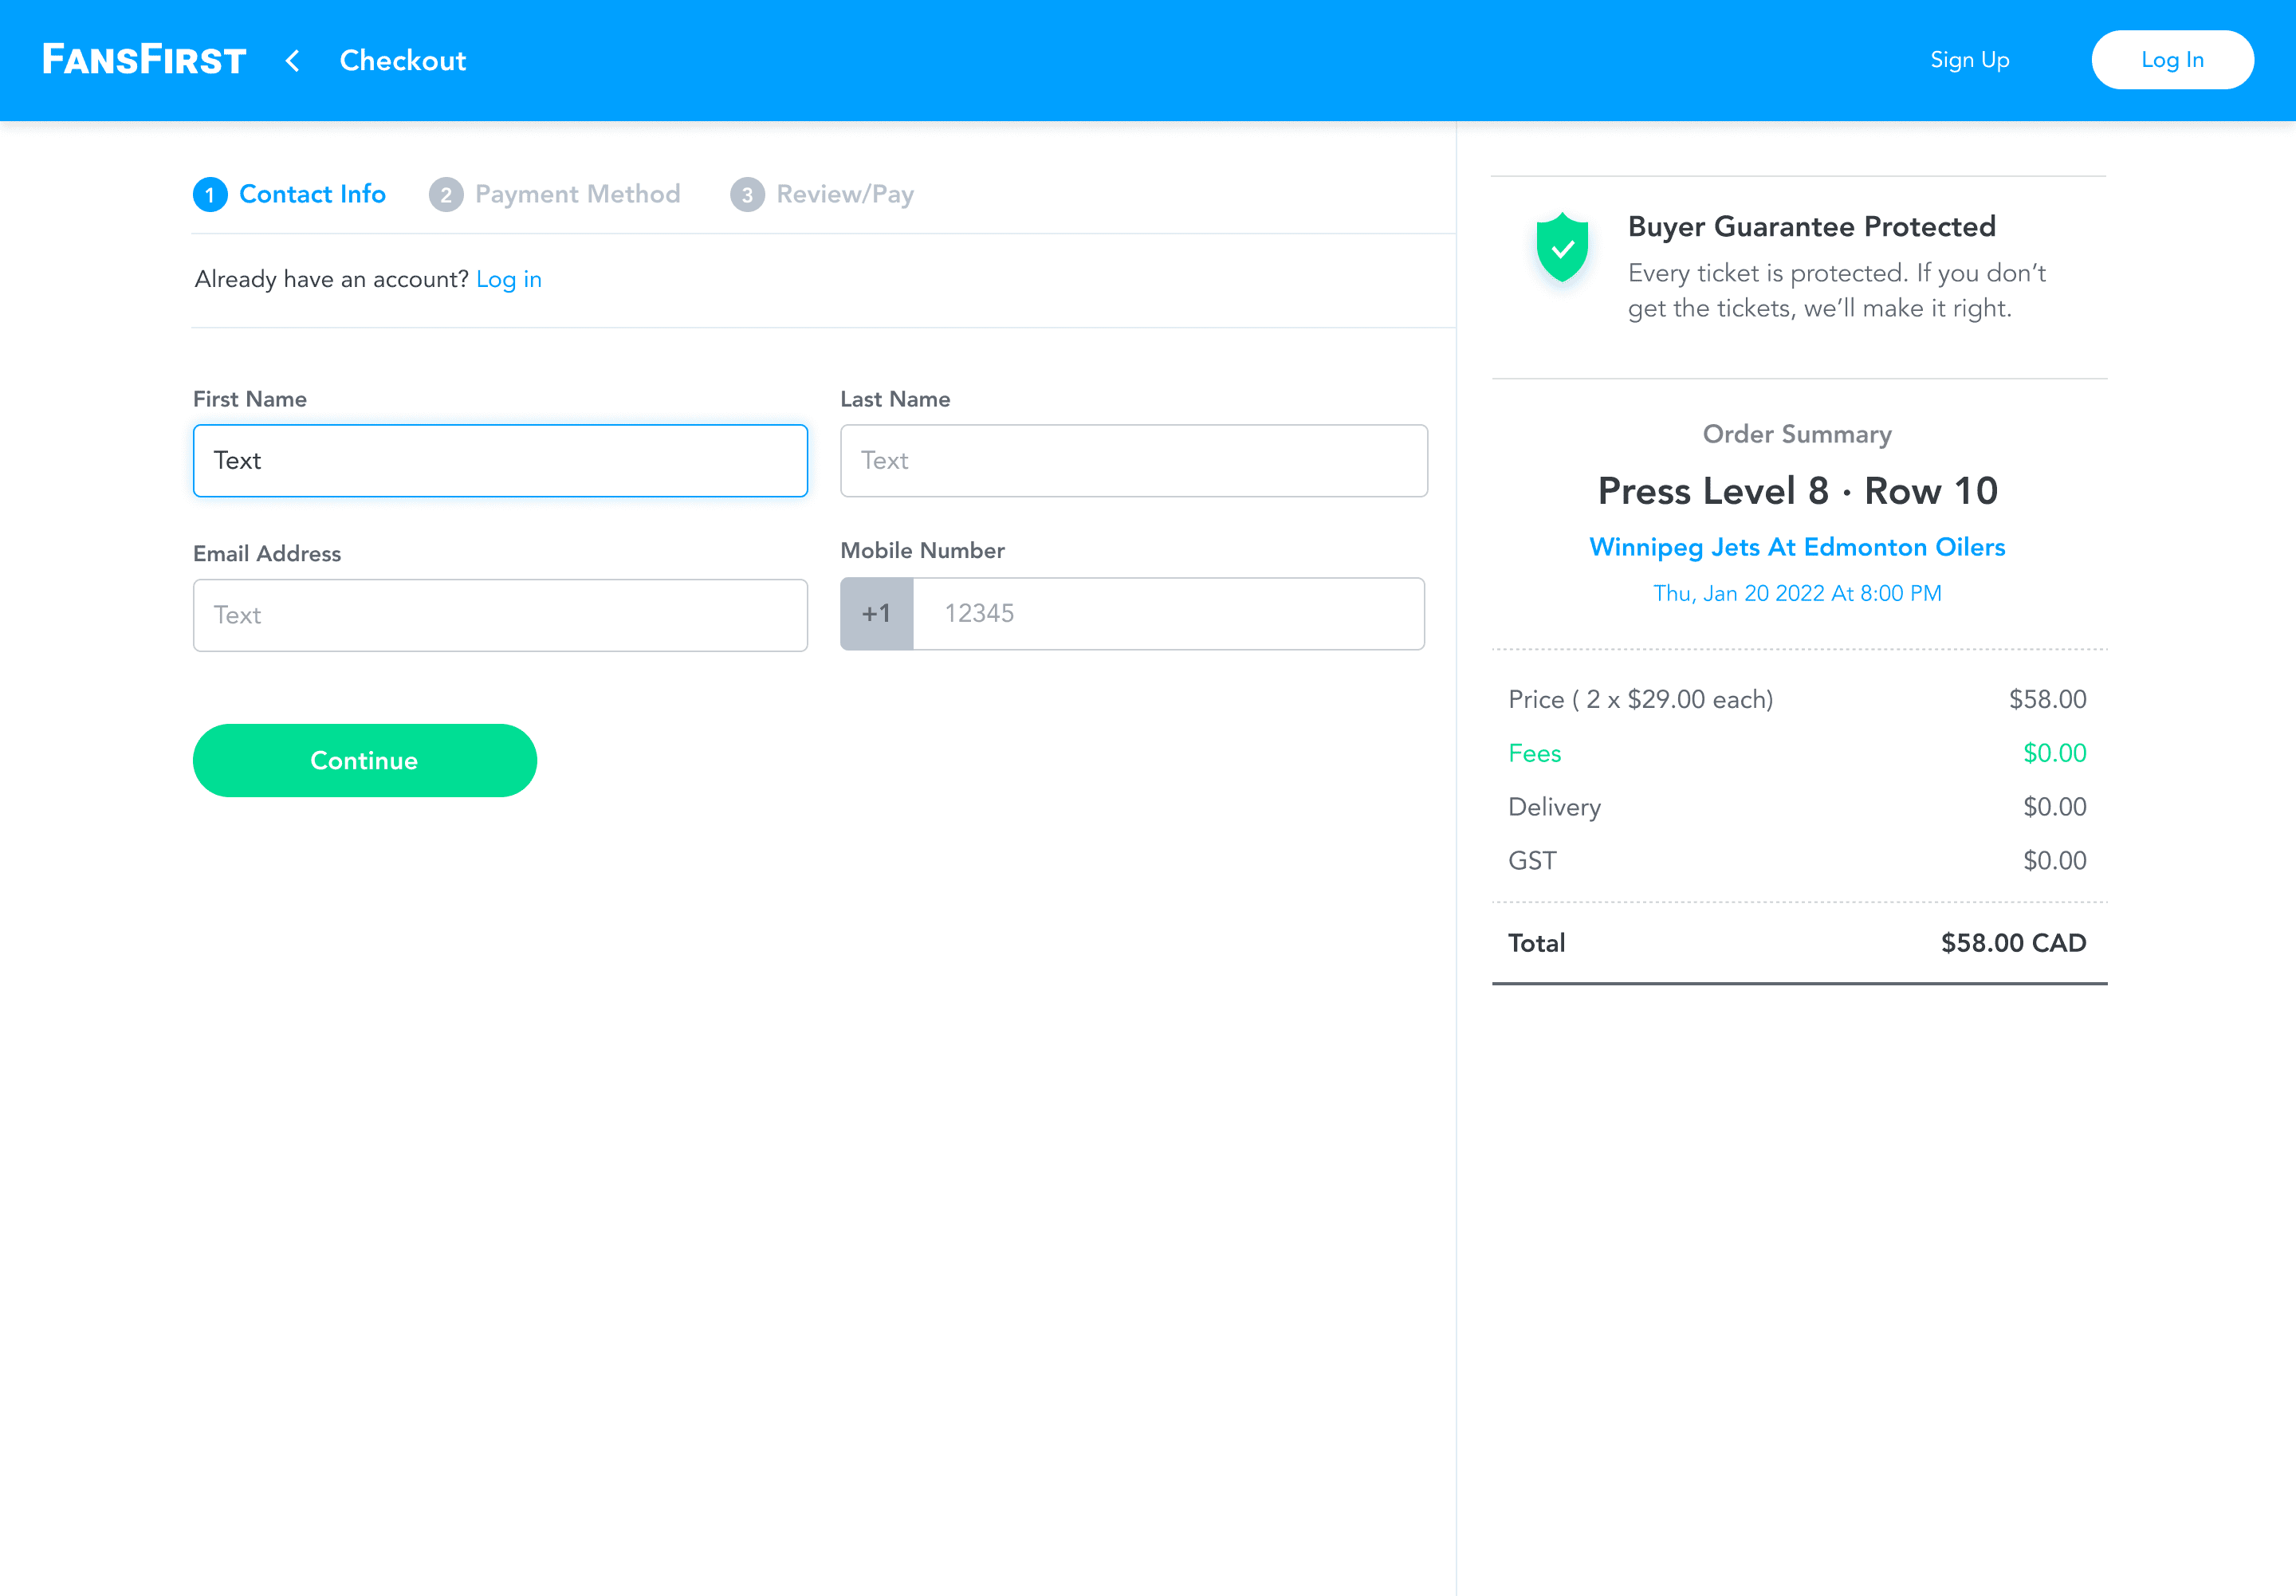 FANSFIRST
Checkout
Sign Up
Log In
1 Contact Info
2 Payment Method
3 Review/Pay
Already have an account? Log in
First Name
Text
Last Name
Text
Email Address
Text
Mobile Number
+1 12345
Continue
Buyer Guarantee Protected
Every ticket is protected. If you don’t
get the tickets, we’ll make it right.
Order Summary
Press Level 8 · Row 10
Winnipeg Jets At Edmonton Oilers
Thu, Jan 20 2022 At 8:00 PM
Price ( 2 x $29.00 each) $58.00
Fees $0.00
Delivery $0.00
GST $0.00
Total $58.00 CAD